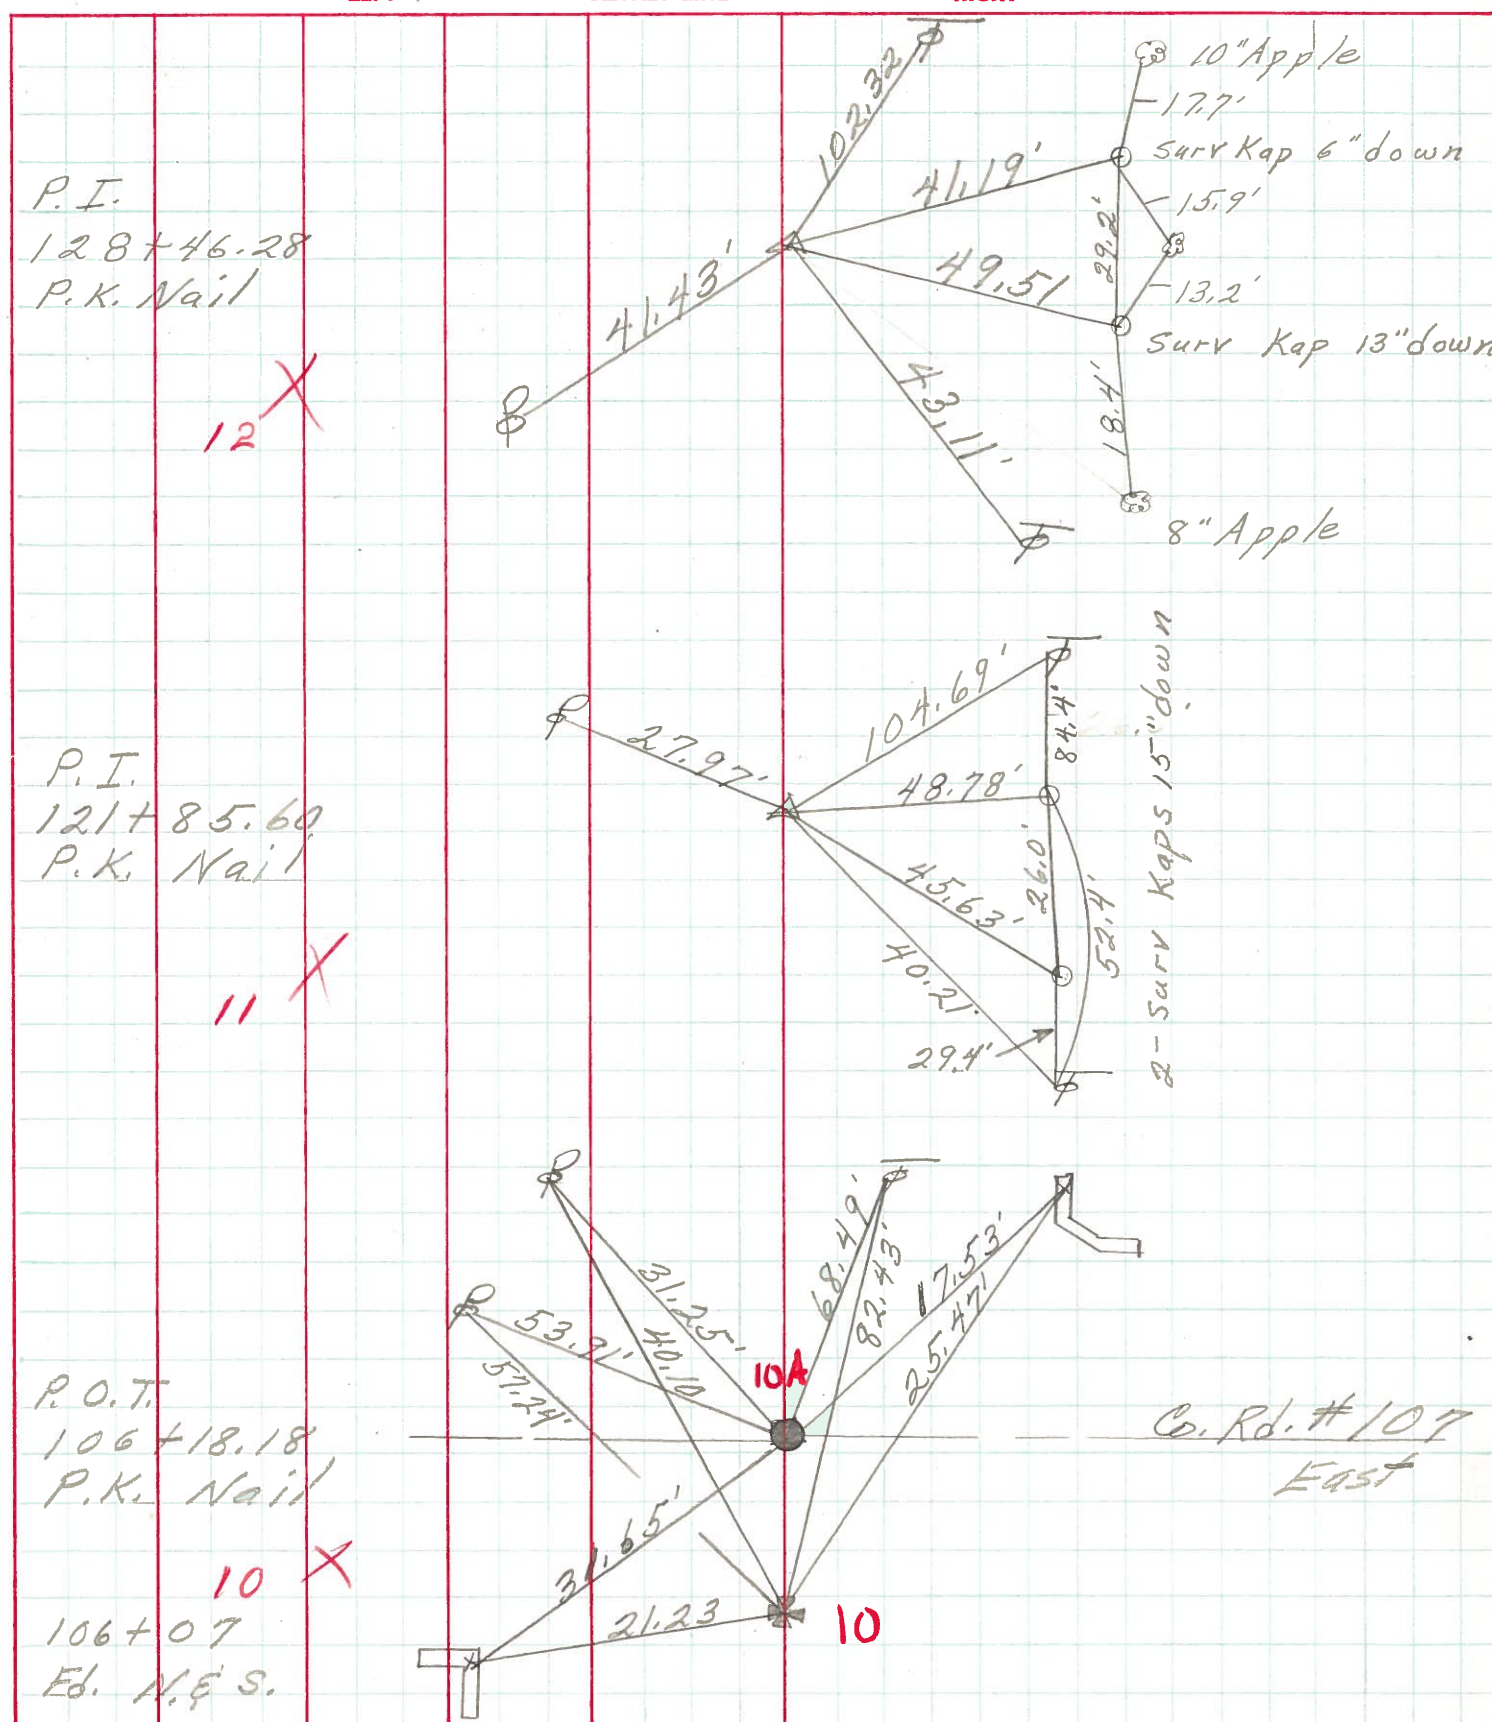 102.32
10" Apple
17.7'
Surv Kap 6" down
41.19'
15.9'
29.2'
P.I.
128+46.28
P.K. Nail
41.43'
49.51
13.2'
Surv Kap 13" down
43.11'
18.4'
12
8" Apple
104.69'
84.4'
2-Surv Kaps 15" down
27.97'
48.78'
P.I.
121+85.60
P.K. Nail
45.63'
26.0'
52.4'
40.21'
11
29.4'
68.49'
82.43'
17.53'
25.47'
31.25'
53.91'
40.10
57.24'
10A
P.O.T.
106+18.18
P.K. Nail
Co. Rd. #107
East
31.65'
10
21.23
10
106+07
Ed. N.& S.